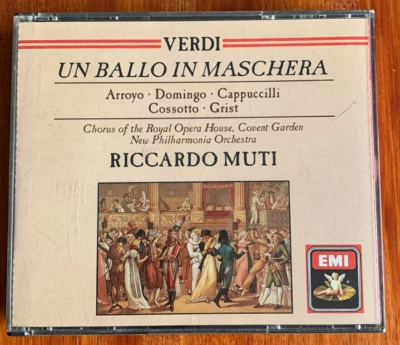 VERDI
UN BALLO IN MASCHERA
Arroyo · Domingo · Cappuccilli
Cossotto · Grist
Chorus of the Royal Opera House, Covent Garden
New Philharmonia Orchestra
RICCARDO MUTI
EMI